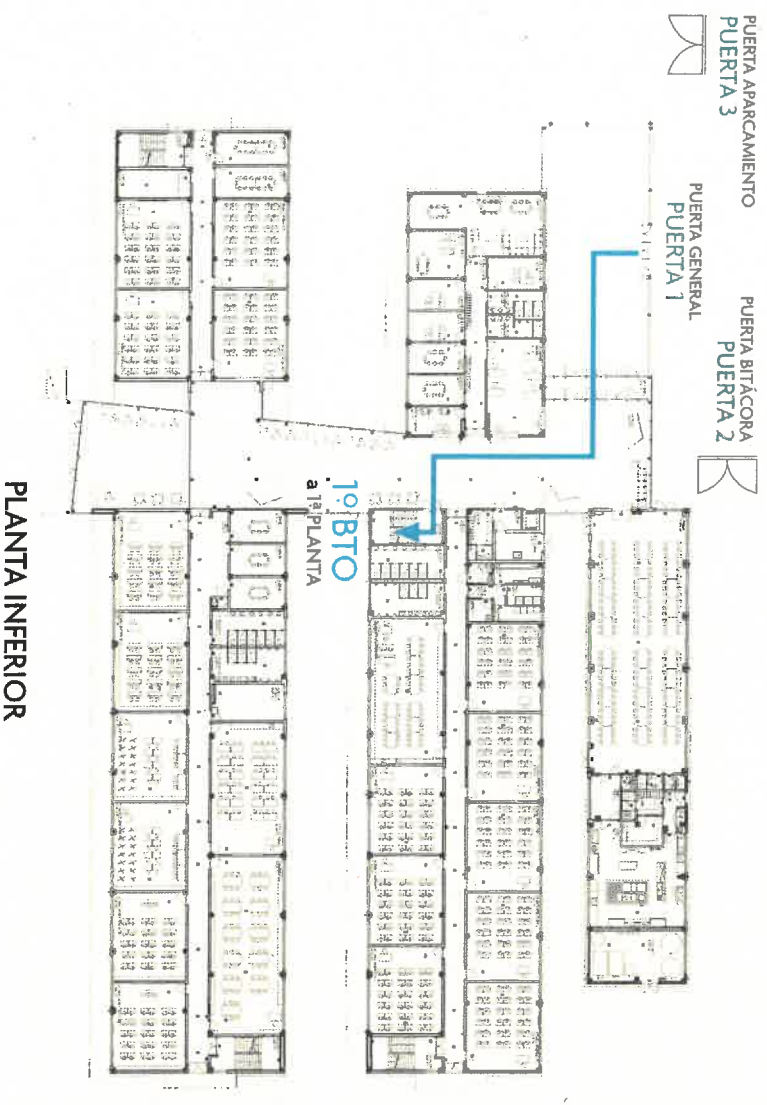 PUERTA APARCAMIENTO
PUERTA 3
PUERTA GENERAL
PUERTA 1
PUERTA BITÁCORA
PUERTA 2
1º BTO
a 1ª PLANTA
PLANTA INFERIOR